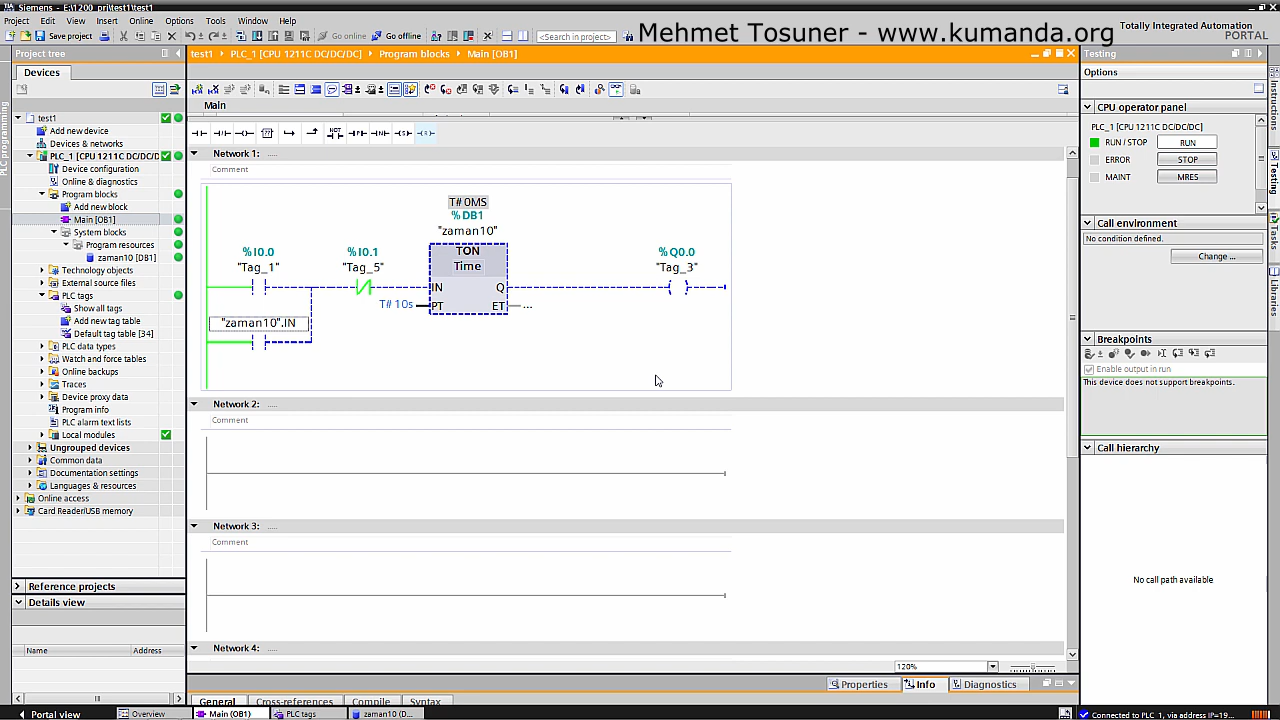 Siemens - E:\1200_prj\test1\test1
Project Edit View Insert Online Options Tools Window Help
Mehmet Tosuner - www.kumanda.org
Totally Integrated Automation
PORTAL
Save project
Go online
Go offline
<Search in project>
Project tree
test1 PLC_1 [CPU 1211C DC/DC/DC] Program blocks Main [OB1]
Testing
Devices
Options
PLC programming
Main
test1
Add new device
Devices & networks
PLC_1 [CPU 1211C DC/DC/D
Device configuration
Online & diagnostics
Program blocks
Add new block
Main [OB1]
System blocks
Program resources
zaman10 [DB1]
Technology objects
External source files
PLC tags
Show all tags
Add new tag table
Default tag table [34]
PLC data types
Watch and force tables
Online backups
Traces
Device proxy data
Program info
PLC alarm text lists
Local modules
Ungrouped devices
Common data
Documentation settings
Languages & resources
Online access
Card Reader/USB memory
Reference projects
Details view
Name Address
Network 1: .....
Comment
T# 0MS
%DB1
"zaman10"
%I0.0
"Tag_1"
%I0.1
"Tag_5"
TON
Time
%Q0.0
"Tag_3"
IN Q
T# 10s PT ET ...
"zaman10".IN
Network 2: .....
Comment
Network 3: .....
Comment
Network 4: .....
120%
Properties Info Diagnostics
General Cross-references Compile Syntax
CPU operator panel
PLC_1 [CPU 1211C DC/DC/DC]
RUN / STOP RUN
ERROR STOP
MAINT MRES
Call environment
No condition defined.
Change ...
Breakpoints
Enable output in run
This device does not support breakpoints.
Call hierarchy
No call path available
Instructions
Testing
Tasks
Libraries
Portal view Overview Main (OB1) PLC tags zaman10 (D...
Connected to PLC_1, via address IP=19...